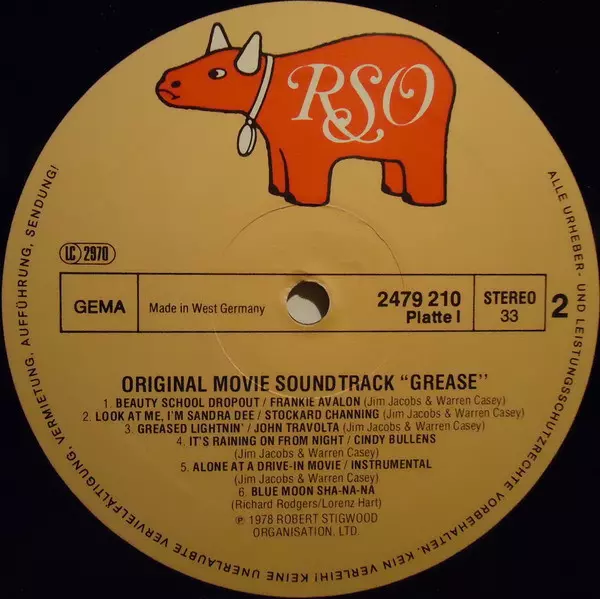 RSO
LC 2970
GEMA
Made in West Germany
2479 210
Platte I
STEREO
33
2
ORIGINAL MOVIE SOUNDTRACK “GREASE”
1. BEAUTY SCHOOL DROPOUT / FRANKIE AVALON (Jim Jacobs & Warren Casey)
2. LOOK AT ME, I'M SANDRA DEE / STOCKARD CHANNING (Jim Jacobs & Warren Casey)
3. GREASED LIGHTNIN' / JOHN TRAVOLTA (Jim Jacobs & Warren Casey)
4. IT'S RAINING ON FROM NIGHT / CINDY BULLENS
(Jim Jacobs & Warren Casey)
5. ALONE AT A DRIVE-IN MOVIE / INSTRUMENTAL
(Jim Jacobs & Warren Casey)
6. BLUE MOON SHA-NA-NA
(Richard Rodgers/Lorenz Hart)
℗ 1978 ROBERT STIGWOOD
ORGANISATION. LTD.
ALLE URHEBER- UND LEISTUNGSSCHUTZRECHTE VORBEHALTEN. KEIN VERLEIH! KEINE UNERLAUBTE VERVIELFÄLTIGUNG, VERMIETUNG, AUFFÜHRUNG, SENDUNG!